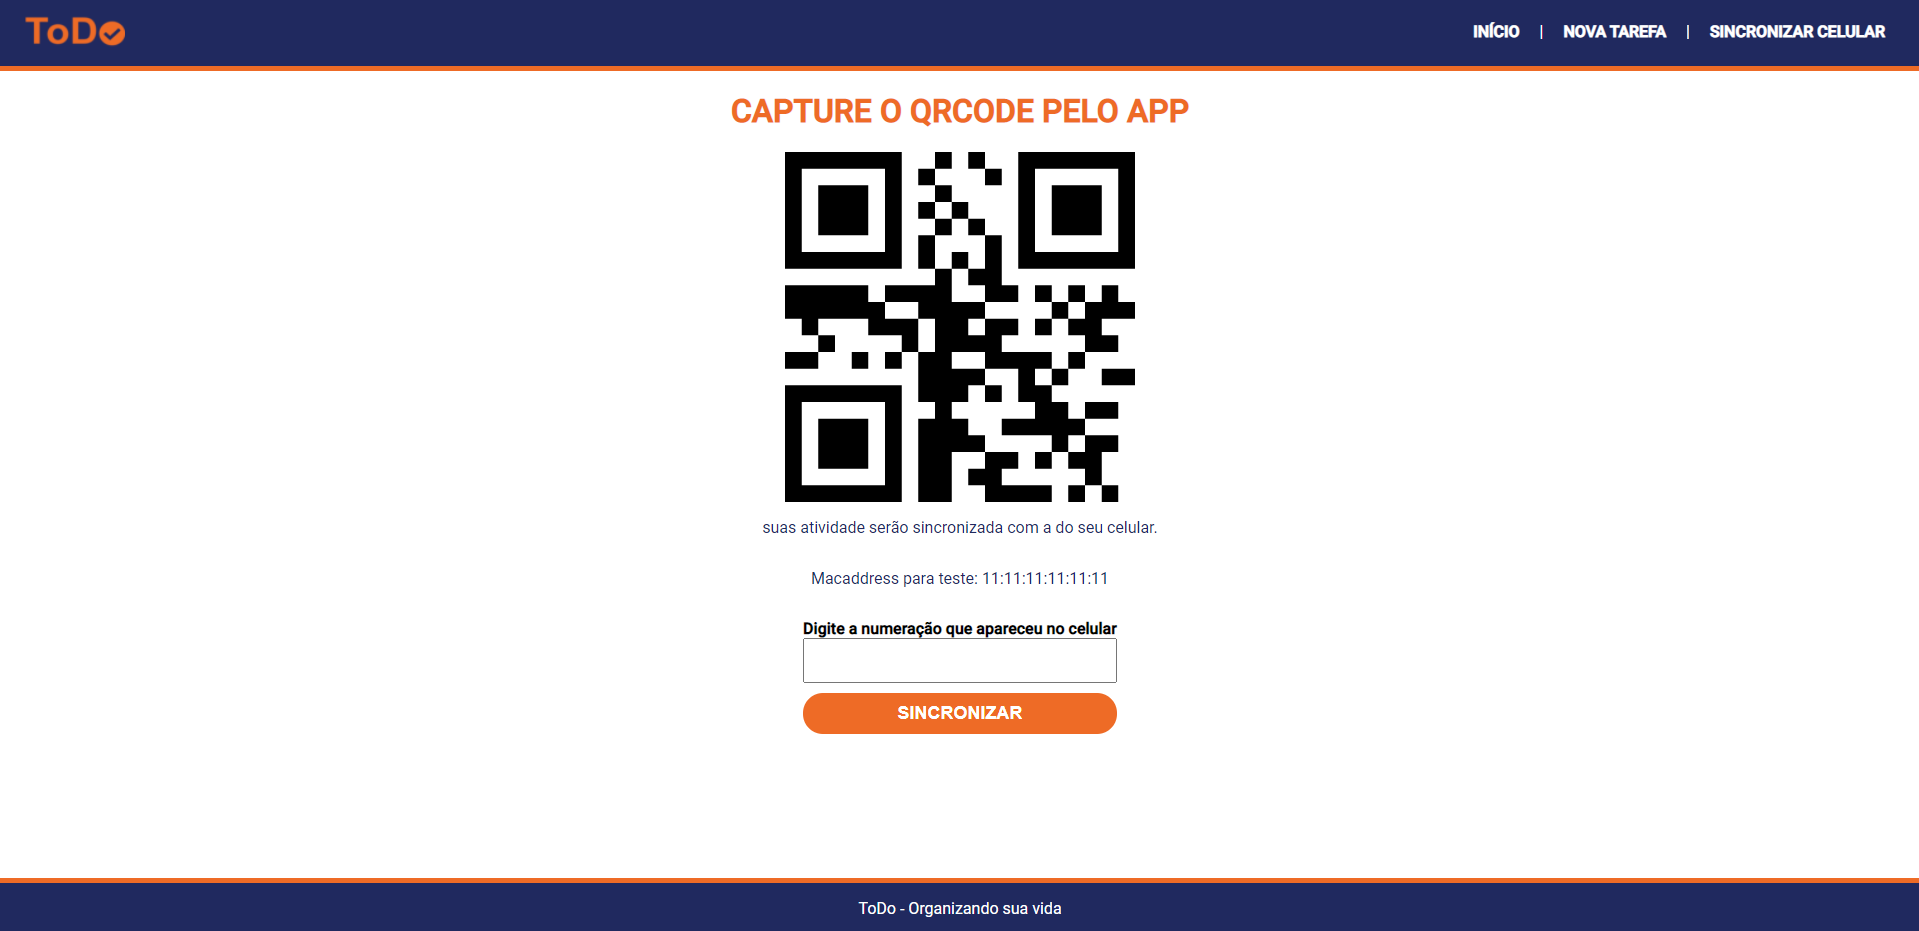 ToDo
INÍCIO | NOVA TAREFA | SINCRONIZAR CELULAR
CAPTURE O QRCODE PELO APP
suas atividade serão sincronizada com a do seu celular.
Macaddress para teste: 11:11:11:11:11:11
Digite a numeração que apareceu no celular
SINCRONIZAR
ToDo - Organizando sua vida